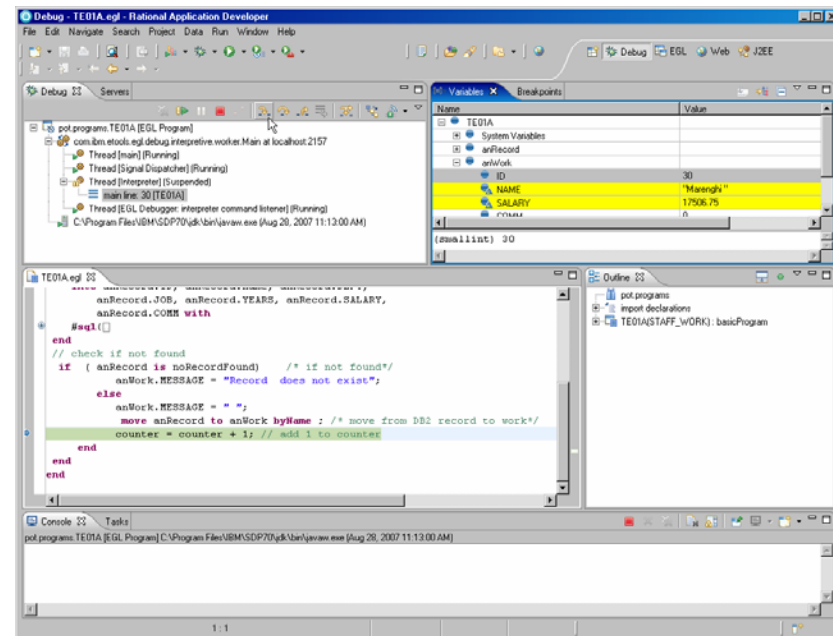 Debug - TE01A.egl - Rational Application Developer
File Edit Navigate Search Project Data Run Window Help
Debug EGL Web J2EE
Debug Servers
pot.programs.TE01A [EGL Program]
com.ibm.etools.egl.debug.interpretive.worker.Main at localhost:2157
Thread [main] (Running)
Thread [Signal Dispatcher] (Running)
Thread [Interpreter] (Suspended)
main line: 30 [TE01A]
Thread [EGL Debugger: interpreter command listener] (Running)
C:\Program Files\IBM\SDP70\jdk\bin\javaw.exe (Aug 28, 2007 11:13:00 AM)
Variables Breakpoints
Name Value
TE01A
System Variables
anRecord
anWork
ID 30
NAME "Marenghi "
SALARY 17506.75
COMM 0
(smallint) 30
TE01A.egl
anRecord.JOB, anRecord.YEARS, anRecord.SALARY,
anRecord.COMM with
#sql{
end
// check if not found
if ( anRecord is noRecordFound) /* if not found*/
anWork.MESSAGE = "Record does not exist";
else
anWork.MESSAGE = " ";
move anRecord to anWork byName ; /* move from DB2 record to work*/
counter = counter + 1; // add 1 to counter
end
end
end
Outline
pot.programs
import declarations
TE01A(STAFF_WORK) : basicProgram
Console Tasks
pot.programs.TE01A [EGL Program] C:\Program Files\IBM\SDP70\jdk\bin\javaw.exe (Aug 28, 2007 11:13:00 AM)
1 : 1